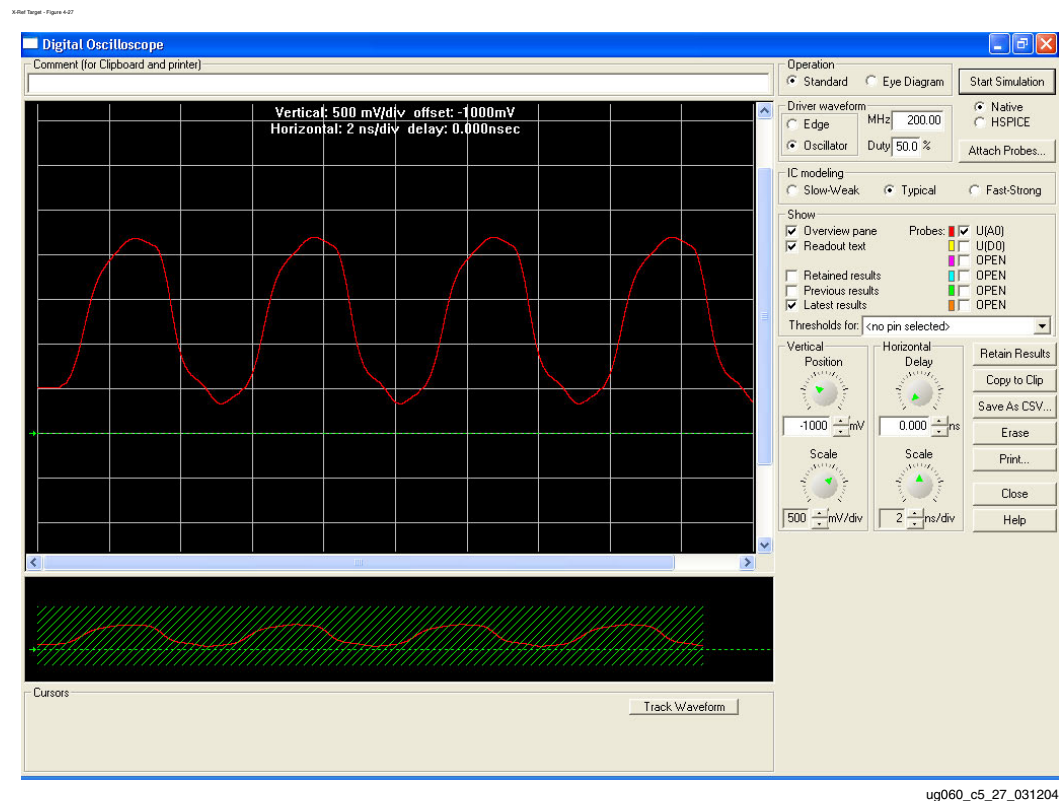 X-Ref Target - Figure 4-27
Digital Oscilloscope
Comment (for Clipboard and printer)
Vertical: 500 mV/div offset: -1000mV
Horizontal: 2 ns/div delay: 0.000nsec
Operation
Standard Eye Diagram
Start Simulation
Driver waveform
Edge
MHz 200.00
Oscillator
Duty 50.0 %
Native
HSPICE
Attach Probes...
IC modeling
Slow-Weak Typical Fast-Strong
Show
Overview pane Probes: U(A0)
Readout text U(D0)
OPEN
Retained results OPEN
Previous results OPEN
Latest results OPEN
Thresholds for: <no pin selected>
Vertical
Position
-1000 mV
Scale
500 mV/div
Horizontal
Delay
0.000 ns
Scale
2 ns/div
Retain Results
Copy to Clip
Save As CSV...
Erase
Print...
Close
Help
Cursors
Track Waveform
ug060_c5_27_031204